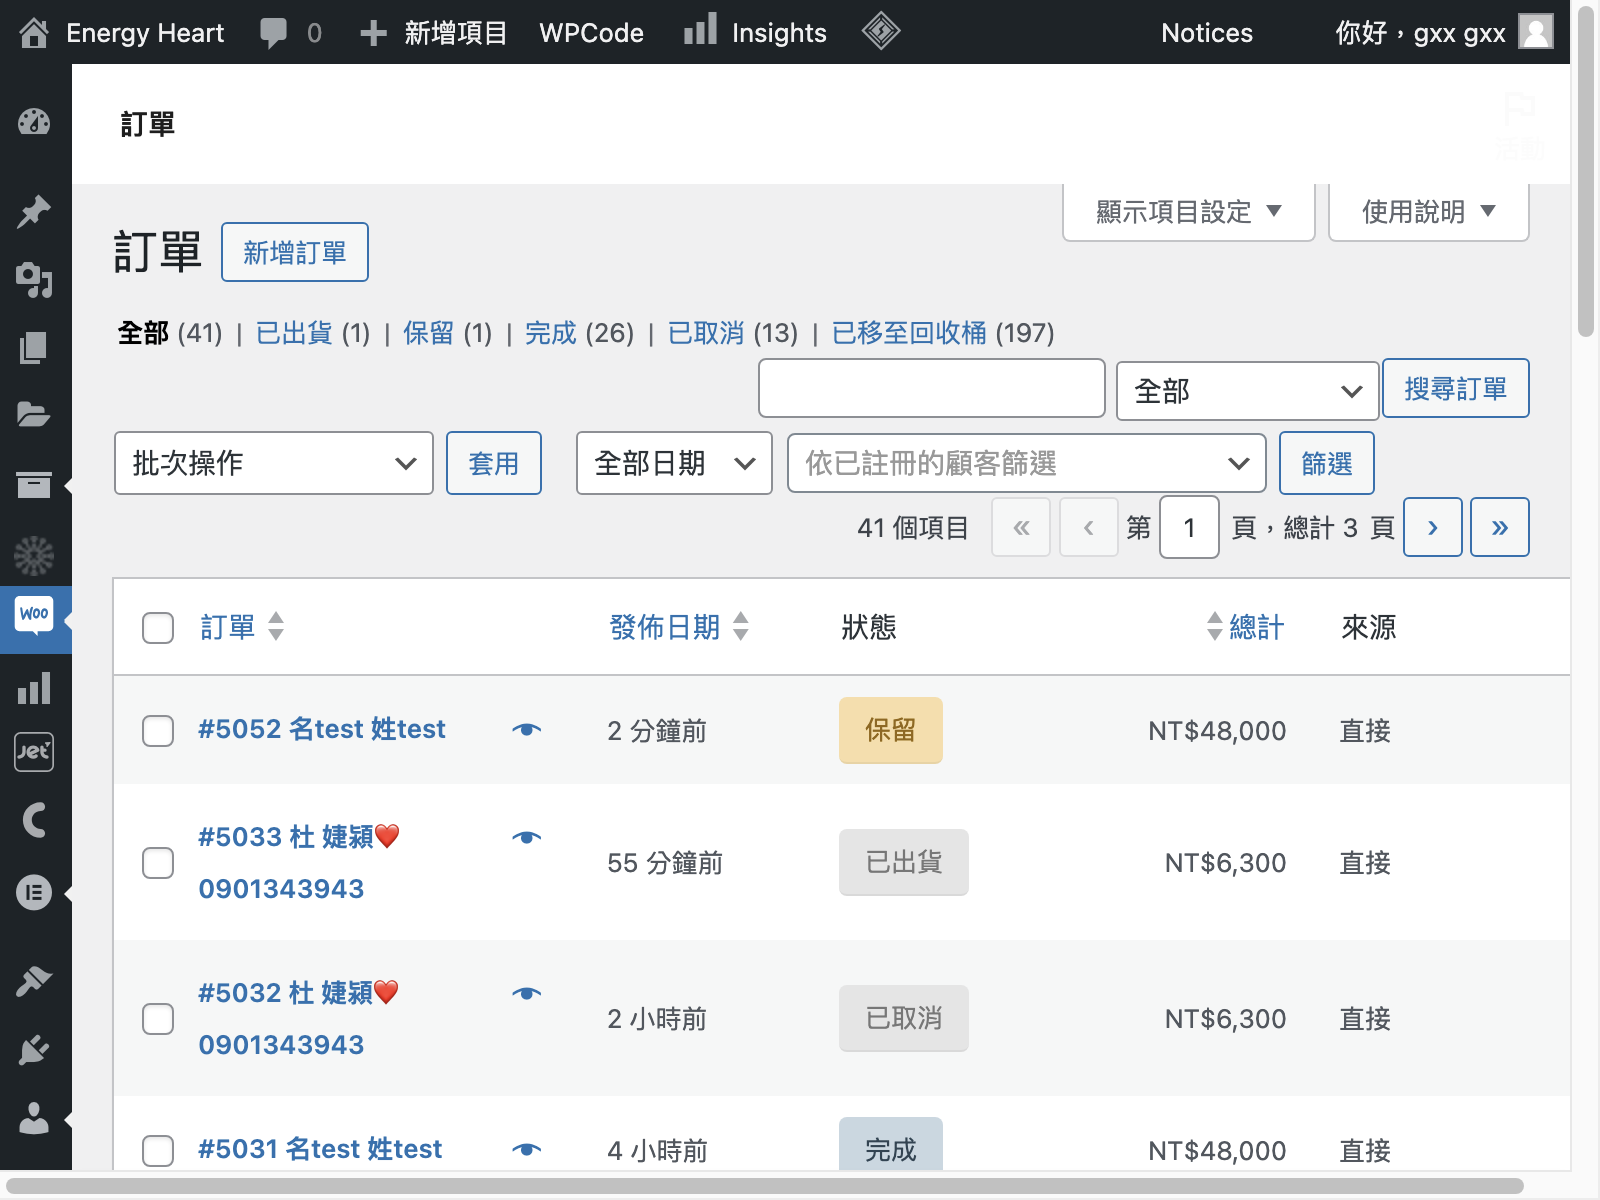 Energy Heart 0 新增項目 WPCode Insights Notices 你好，gxx gxx
訂單
活動
顯示項目設定 使用說明
訂單 新增訂單
全部 (41) | 已出貨 (1) | 保留 (1) | 完成 (26) | 已取消 (13) | 已移至回收桶 (197)
全部 搜尋訂單
批次操作 套用 全部日期 依已註冊的顧客篩選 篩選
41 個項目 « ‹ 第 1 頁，總計 3 頁 › »
訂單 發佈日期 狀態 總計 來源
#5052 名test 姓test 2 分鐘前 保留 NT$48,000 直接
#5033 杜 婕潁❤️
0901343943 55 分鐘前 已出貨 NT$6,300 直接
#5032 杜 婕潁❤️
0901343943 2 小時前 已取消 NT$6,300 直接
#5031 名test 姓test 4 小時前 完成 NT$48,000 直接
Woo
Jet